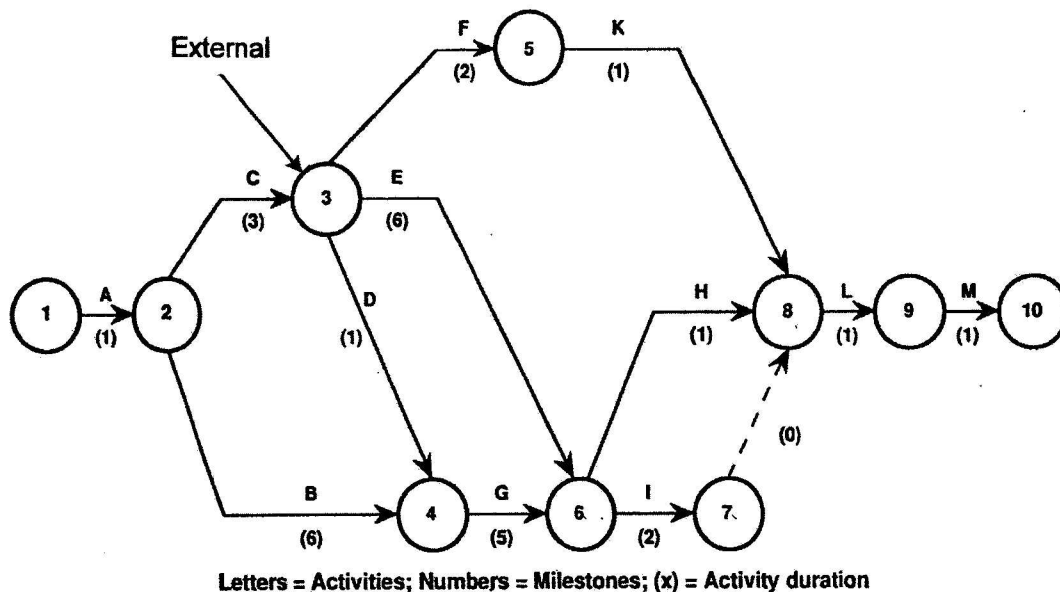 F
K
5
External
(2)
(1)
C
E
3
(3)
(6)
A
D
H
L
M
1
2
8
9
10
(1)
(1)
(1)
(1)
(1)
(0)
B
G
I
4
6
7
(6)
(5)
(2)
Letters = Activities; Numbers = Milestones; (x) = Activity duration